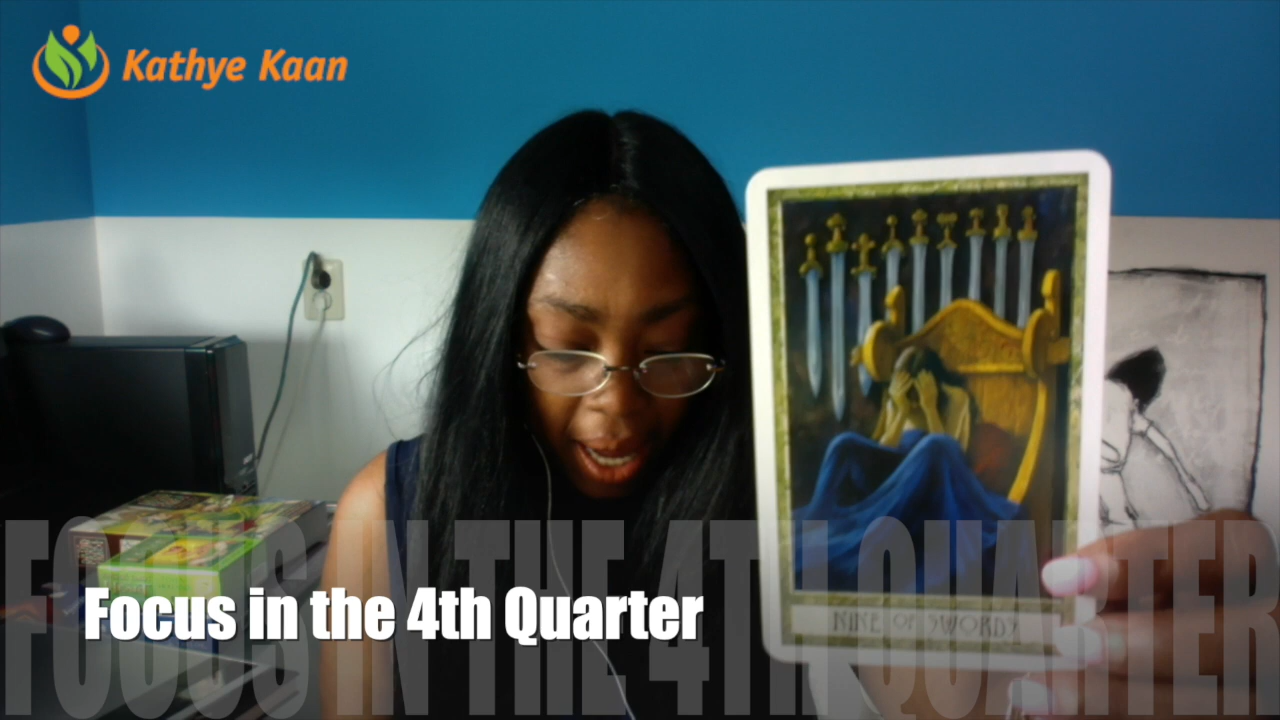 Kathye Kaan
FOCUS IN THE 4TH QUARTER
Focus in the 4th Quarter
NINE OF SWORDS